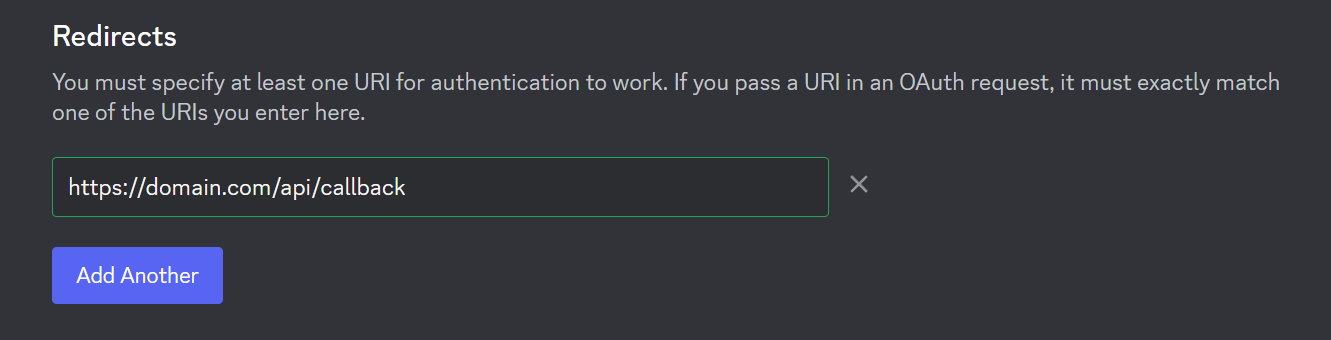 Redirects
You must specify at least one URI for authentication to work. If you pass a URI in an OAuth request, it must exactly match
one of the URIs you enter here.
https://domain.com/api/callback
Add Another